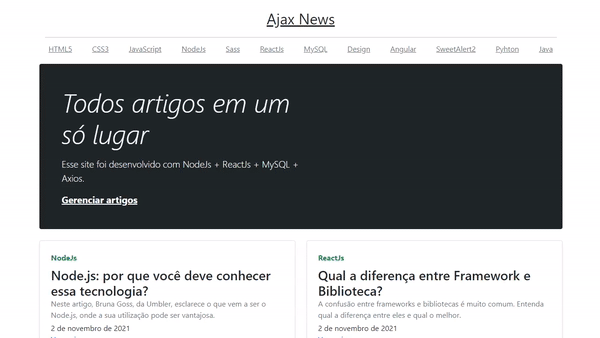 Ajax News
HTML5 CSS3 JavaScript NodeJs Sass ReactJs MySQL Design Angular SweetAlert2 Pyhton Java
Todos artigos em um
só lugar
Esse site foi desenvolvido com NodeJs + ReactJs + MySQL +
Axios.
Gerenciar artigos
NodeJs
Node.js: por que você deve conhecer
essa tecnologia?
Neste artigo, Bruna Goss, da Umbler, esclarece o que vem a ser o
Node.js, onde a sua utilização pode ser vantajosa.
2 de novembro de 2021
ReactJs
Qual a diferença entre Framework e
Biblioteca?
A confusão entre frameworks e bibliotecas é muito comum. Entenda
qual a diferença entre eles e qual o melhor.
2 de novembro de 2021